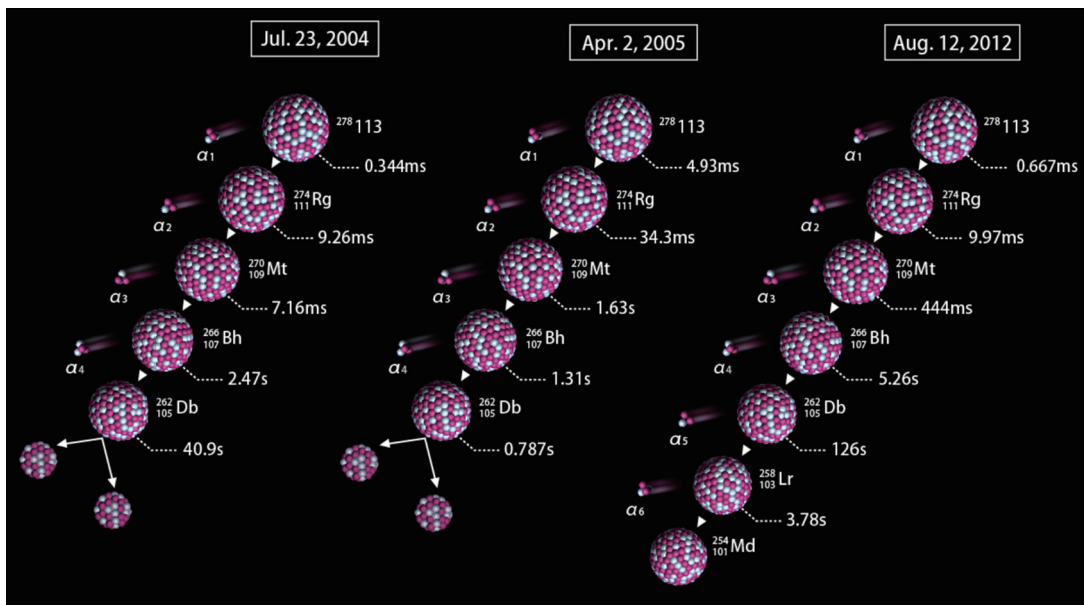 Jul. 23, 2004
²⁷⁸113
α₁
0.344ms
²⁷⁴₁₁₁Rg
α₂
9.26ms
²⁷⁰₁₀₉Mt
α₃
7.16ms
²⁶⁶₁₀₇Bh
α₄
2.47s
²⁶²₁₀₅Db
40.9s
Apr. 2, 2005
²⁷⁸113
α₁
4.93ms
²⁷⁴₁₁₁Rg
α₂
34.3ms
²⁷⁰₁₀₉Mt
α₃
1.63s
²⁶⁶₁₀₇Bh
α₄
1.31s
²⁶²₁₀₅Db
0.787s
Aug. 12, 2012
²⁷⁸113
α₁
0.667ms
²⁷⁴₁₁₁Rg
α₂
9.97ms
²⁷⁰₁₀₉Mt
α₃
444ms
²⁶⁶₁₀₇Bh
α₄
5.26s
²⁶²₁₀₅Db
α₅
126s
²⁵⁸₁₀₃Lr
α₆
3.78s
²⁵⁴₁₀₁Md